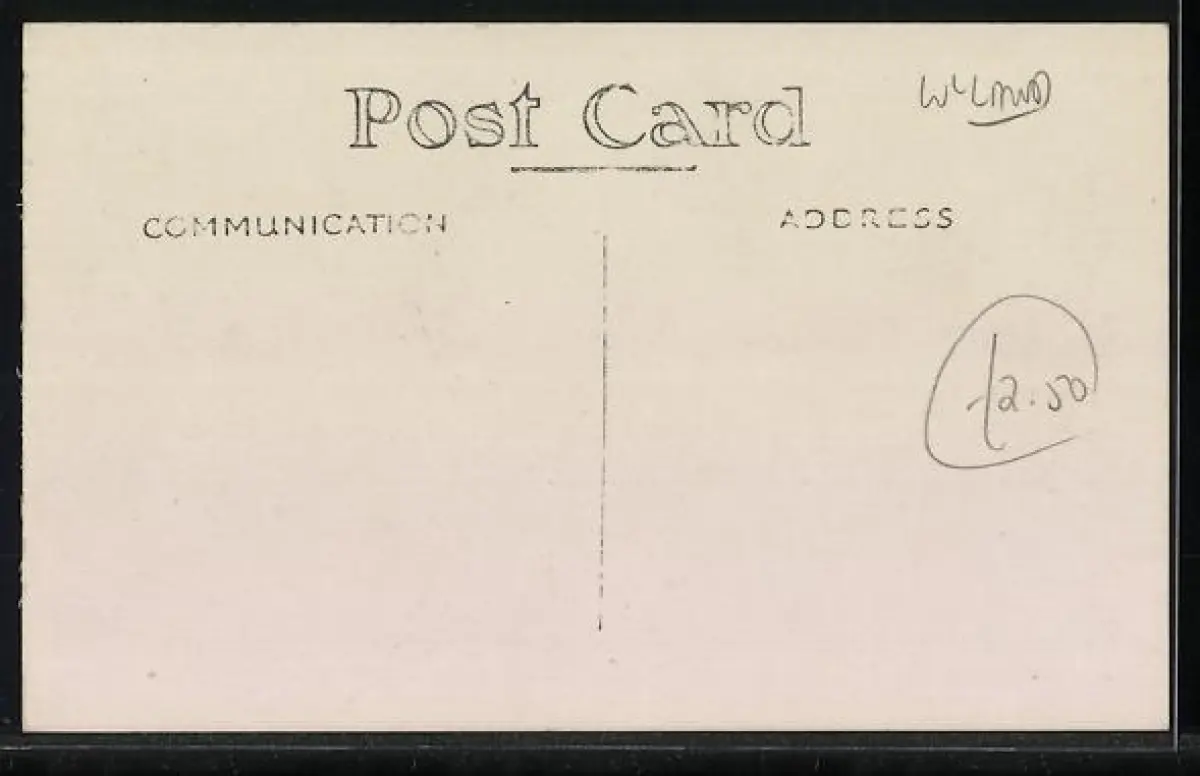 Post Card
COMMUNICATION
ADDRESS
£2.50